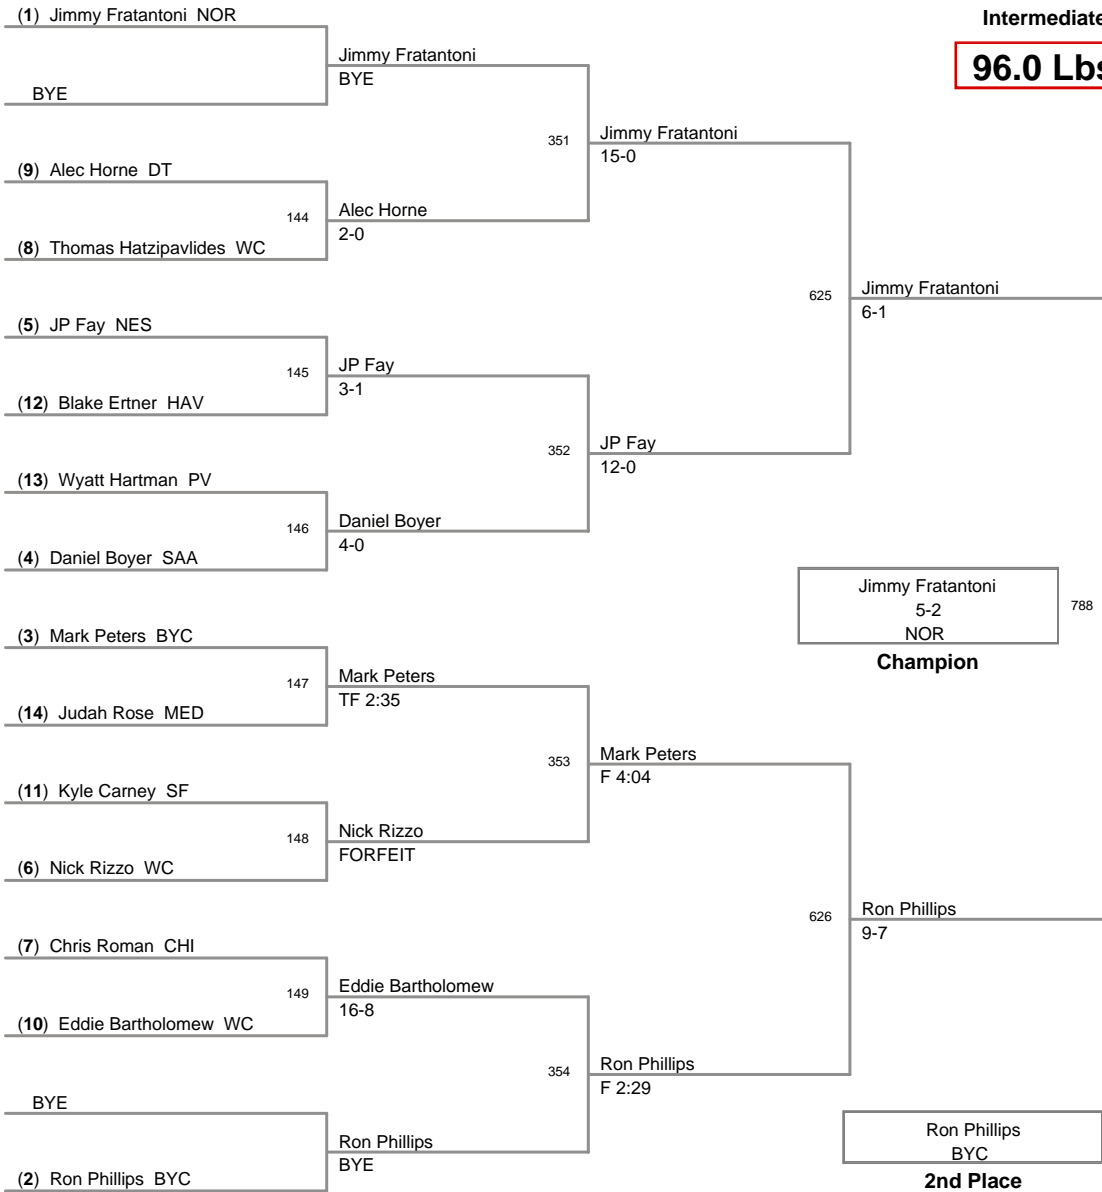 (1) Jimmy Fratantoni NOR
Intermediate
96.0 Lbs
Jimmy Fratantoni
BYE
BYE
351
Jimmy Fratantoni
15-0
(9) Alec Horne DT
144
Alec Horne
2-0
(8) Thomas Hatzipavlides WC
625
Jimmy Fratantoni
6-1
(5) JP Fay NES
145
JP Fay
3-1
(12) Blake Ertner HAV
352
JP Fay
12-0
(13) Wyatt Hartman PV
146
Daniel Boyer
4-0
(4) Daniel Boyer SAA
Jimmy Fratantoni
5-2
NOR
788
Champion
(3) Mark Peters BYC
147
Mark Peters
TF 2:35
(14) Judah Rose MED
353
Mark Peters
F 4:04
(11) Kyle Carney SF
148
Nick Rizzo
FORFEIT
(6) Nick Rizzo WC
626
Ron Phillips
9-7
(7) Chris Roman CHI
149
Eddie Bartholomew
16-8
(10) Eddie Bartholomew WC
354
Ron Phillips
F 2:29
BYE
Ron Phillips
BYE
(2) Ron Phillips BYC
Ron Phillips
BYC
2nd Place